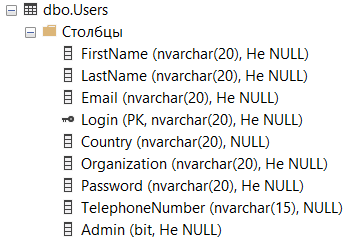 dbo.Users
Столбцы
FirstName (nvarchar(20), Не NULL)
LastName (nvarchar(20), Не NULL)
Email (nvarchar(20), Не NULL)
Login (PK, nvarchar(20), Не NULL)
Country (nvarchar(20), NULL)
Organization (nvarchar(20), Не NULL)
Password (nvarchar(20), Не NULL)
TelephoneNumber (nvarchar(15), NULL)
Admin (bit, Не NULL)